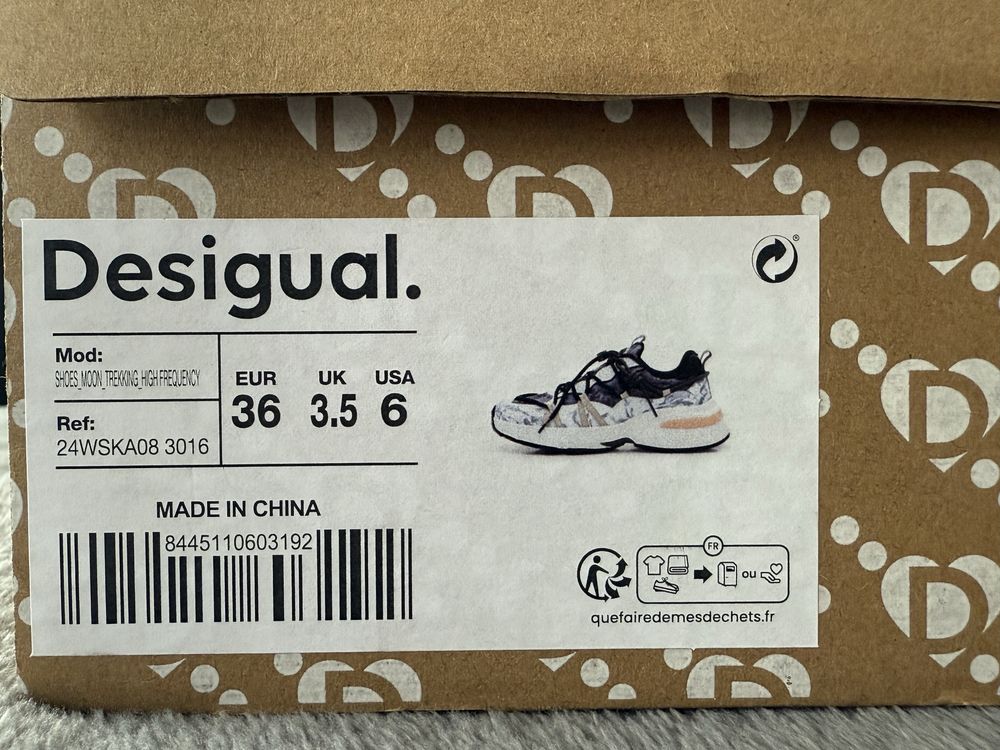 Desigual.
Mod:
SHOES_MOON_TREKKING_HIGH FREQUENCY
Ref:
24WSKA08 3016
EUR UK USA
36 3.5 6
MADE IN CHINA
8445110603192
FR
ou
quefairedemesdechets.fr